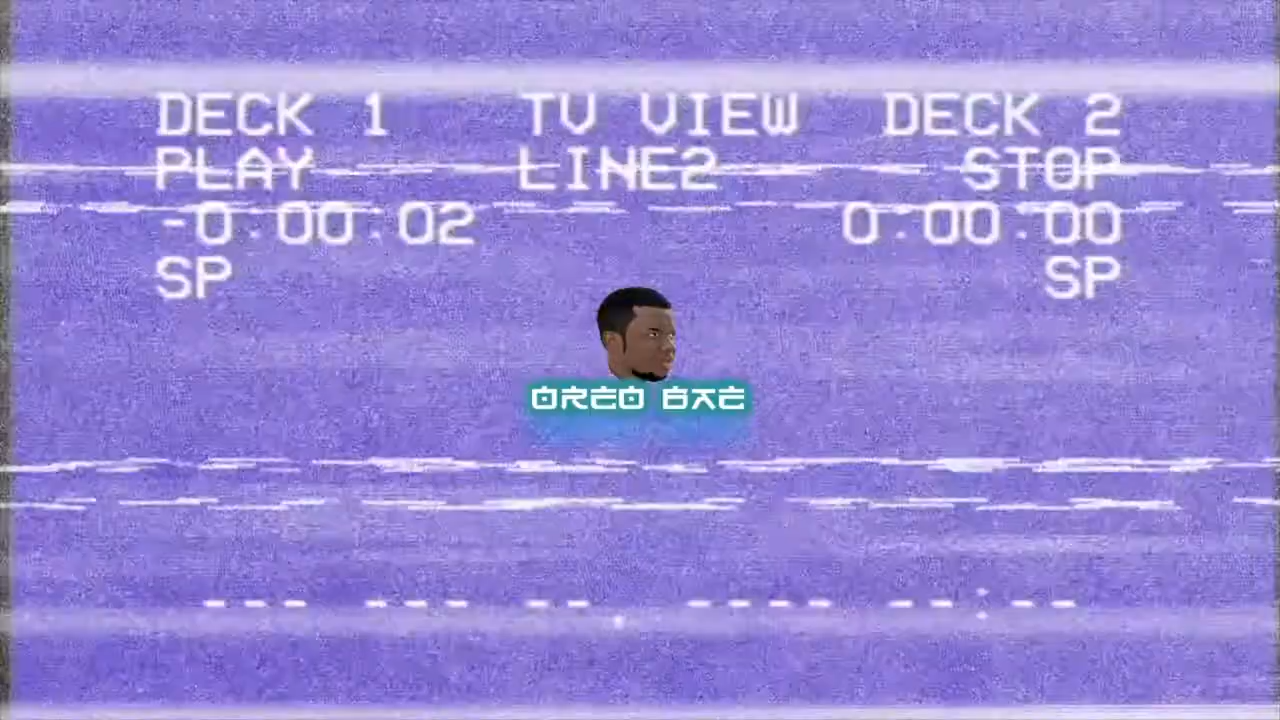 DECK 1 TV VIEW DECK 2
PLAY LINE2 STOP
-0:00:02 0:00:00
SP SP
OREO BAE
--- --- -- ---- --:--